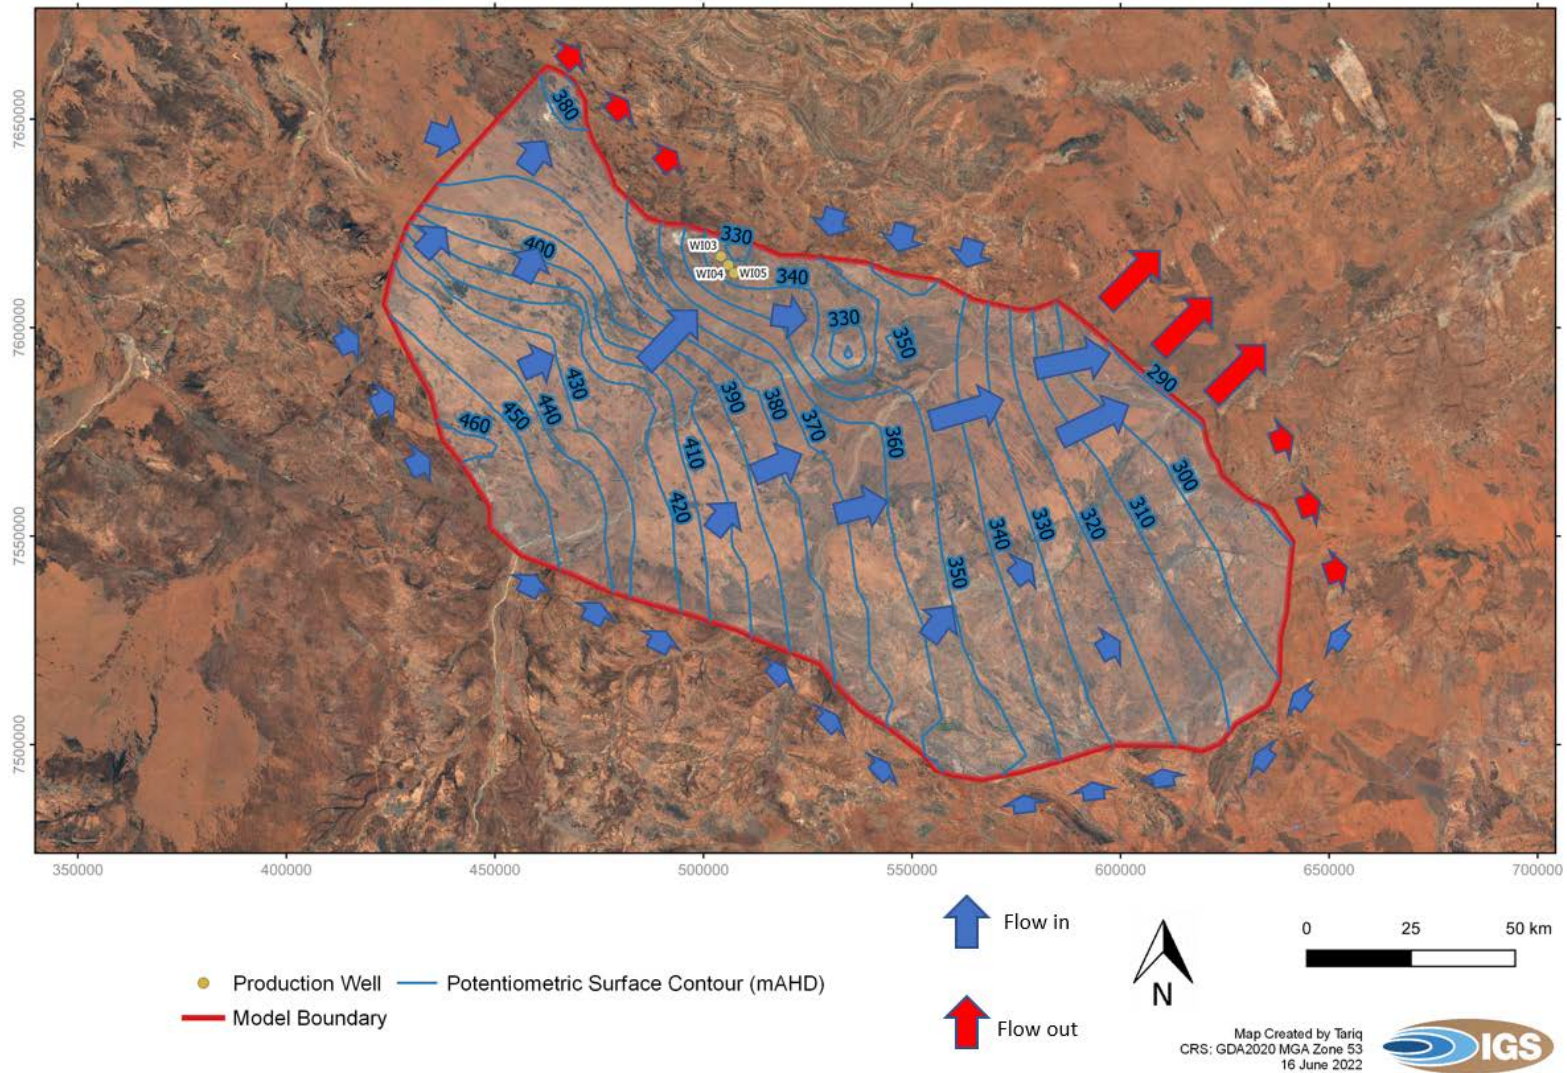 7650000
7600000
7550000
7500000
380
400
330
WI03
WI04
WI05
340
330
350
430
440
450
460
390
380
370
360
410
420
290
300
310
320
330
340
350
350000
400000
450000
500000
550000
600000
650000
700000
Flow in
Flow out
N
0 25 50 km
Production Well
Potentiometric Surface Contour (mAHD)
Model Boundary
Map Created by Tariq
CRS: GDA2020 MGA Zone 53
16 June 2022
IGS